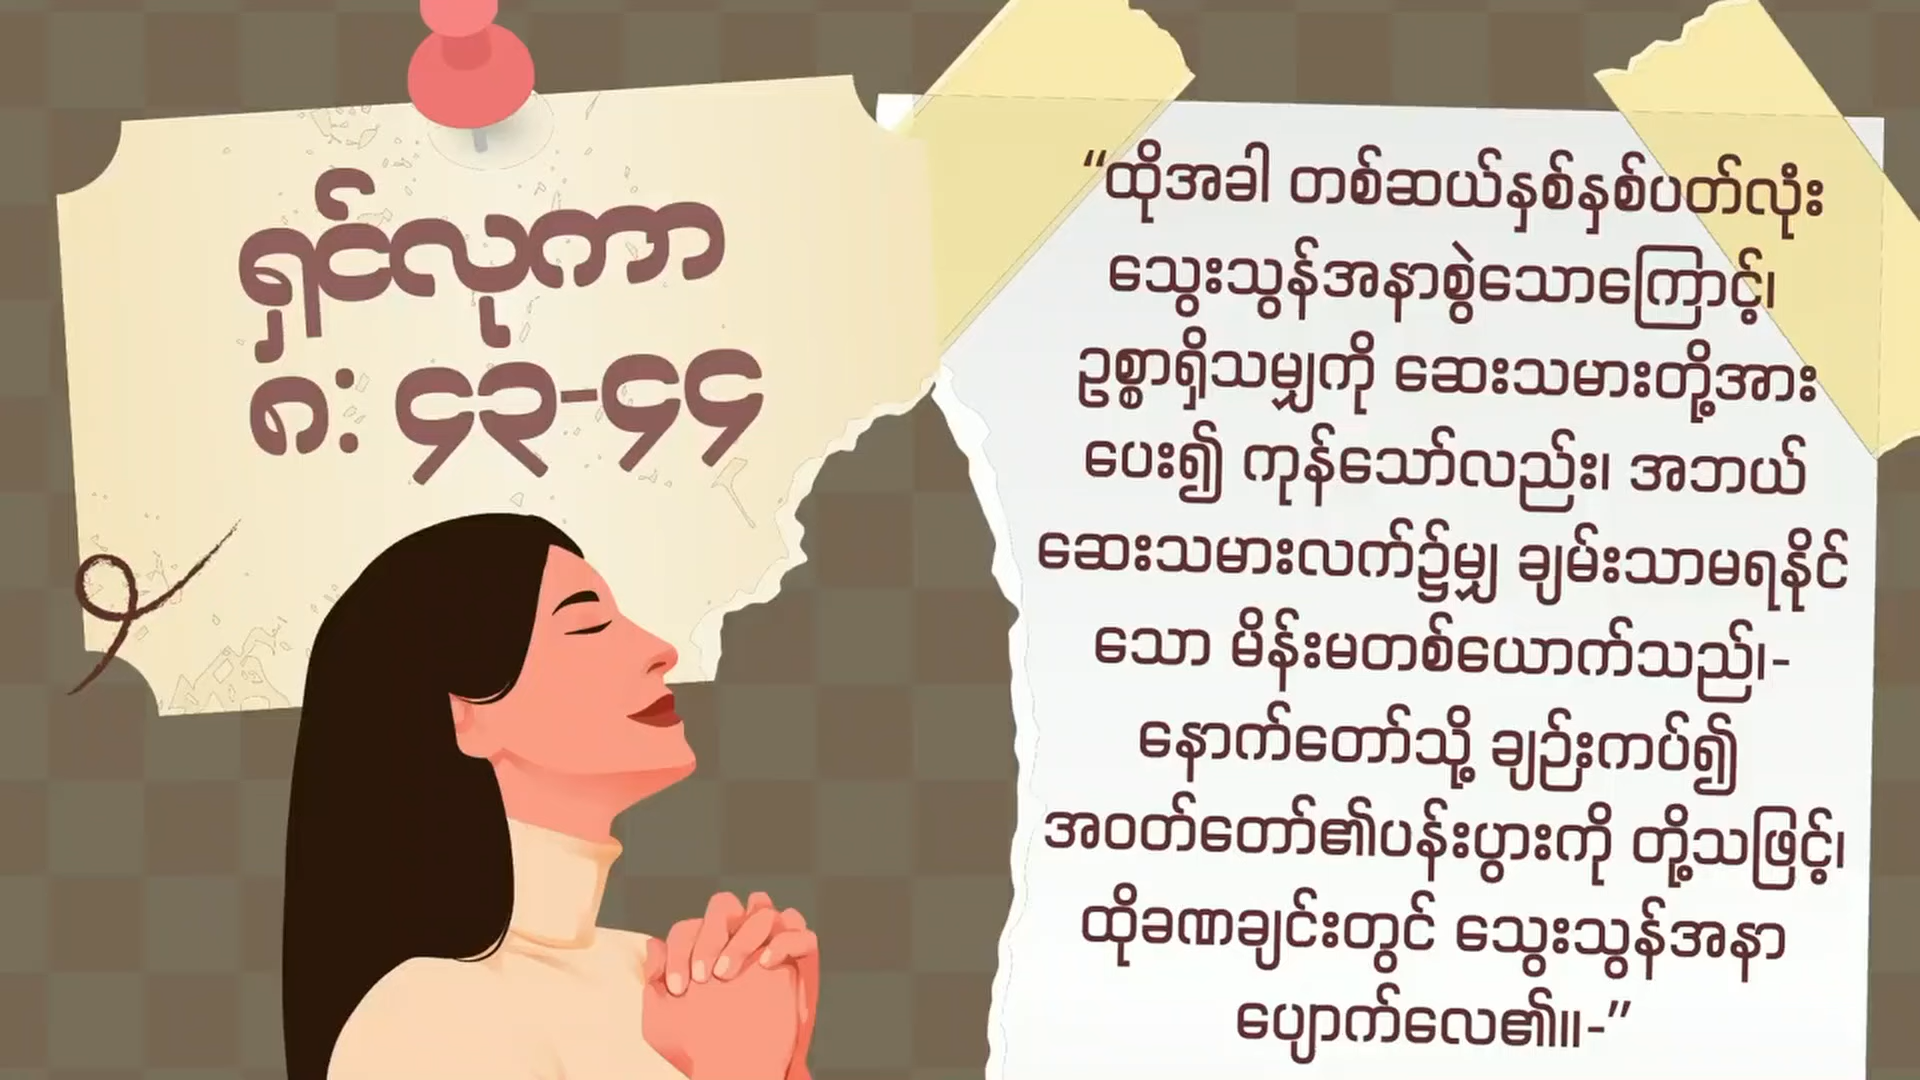 ရှင်လုကာ
၈: ၄၃-၄၄
“ထိုအခါ တစ်ဆယ်နှစ်နှစ်ပတ်လုံး
သွေးသွန်အနာစွဲသောကြောင့်၊
ဥစ္စာရှိသမျှကို ဆေးသမားတို့အား
ပေး၍ ကုန်သော်လည်း၊ အဘယ်
ဆေးသမားလက်၌မျှ ချမ်းသာမရနိုင်
သော မိန်းမတစ်ယောက်သည်၊-
နောက်တော်သို့ ချဉ်းကပ်၍
အဝတ်တော်၏ပန်းပွားကို တို့သဖြင့်၊
ထိုခဏချင်းတွင် သွေးသွန်အနာ
ပျောက်လေ၏။-”